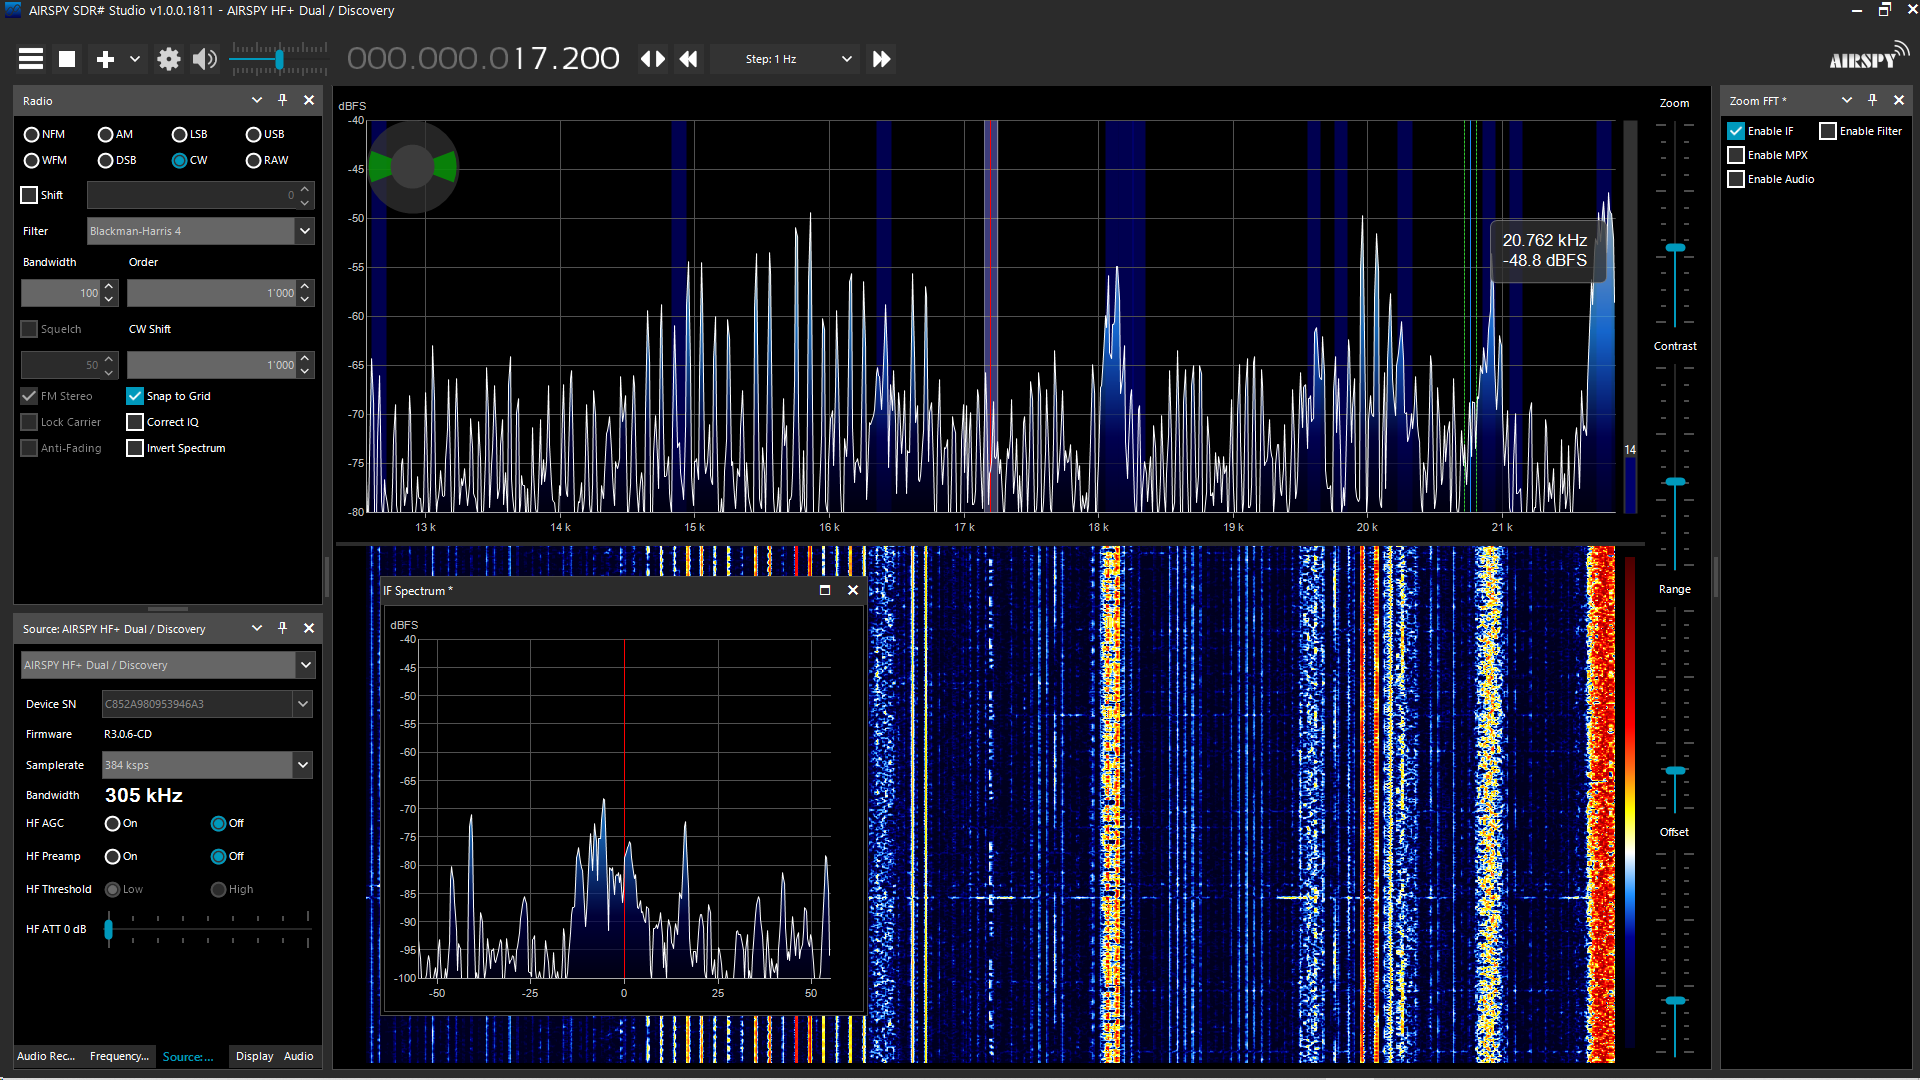 AIRSPY SDR# Studio v1.0.0.1811 - AIRSPY HF+ Dual / Discovery
000.000.017.200
Step: 1 Hz
AIRSPY
Radio
NFM AM LSB USB
WFM DSB CW RAW
Shift 0
Filter Blackman-Harris 4
Bandwidth Order
100 1'000
Squelch CW Shift
50 1'000
FM Stereo Snap to Grid
Lock Carrier Correct IQ
Anti-Fading Invert Spectrum
Source: AIRSPY HF+ Dual / Discovery
AIRSPY HF+ Dual / Discovery
Device SN C852A980953946A3
Firmware R3.0.6-CD
Samplerate 384 ksps
Bandwidth 305 kHz
HF AGC On Off
HF Preamp On Off
HF Threshold Low High
HF ATT 0 dB
Audio Rec... Frequency... Source:... Display Audio
dBFS
-40
-45
-50
-55
-60
-65
-70
-75
-80
13 k 14 k 15 k 16 k 17 k 18 k 19 k 20 k 21 k
20.762 kHz
-48.8 dBFS
14
IF Spectrum *
dBFS
-40
-45
-50
-55
-60
-65
-70
-75
-80
-85
-90
-95
-100
-50 -25 0 25 50
Zoom
Contrast
Range
Offset
Zoom FFT *
Enable IF Enable Filter
Enable MPX
Enable Audio